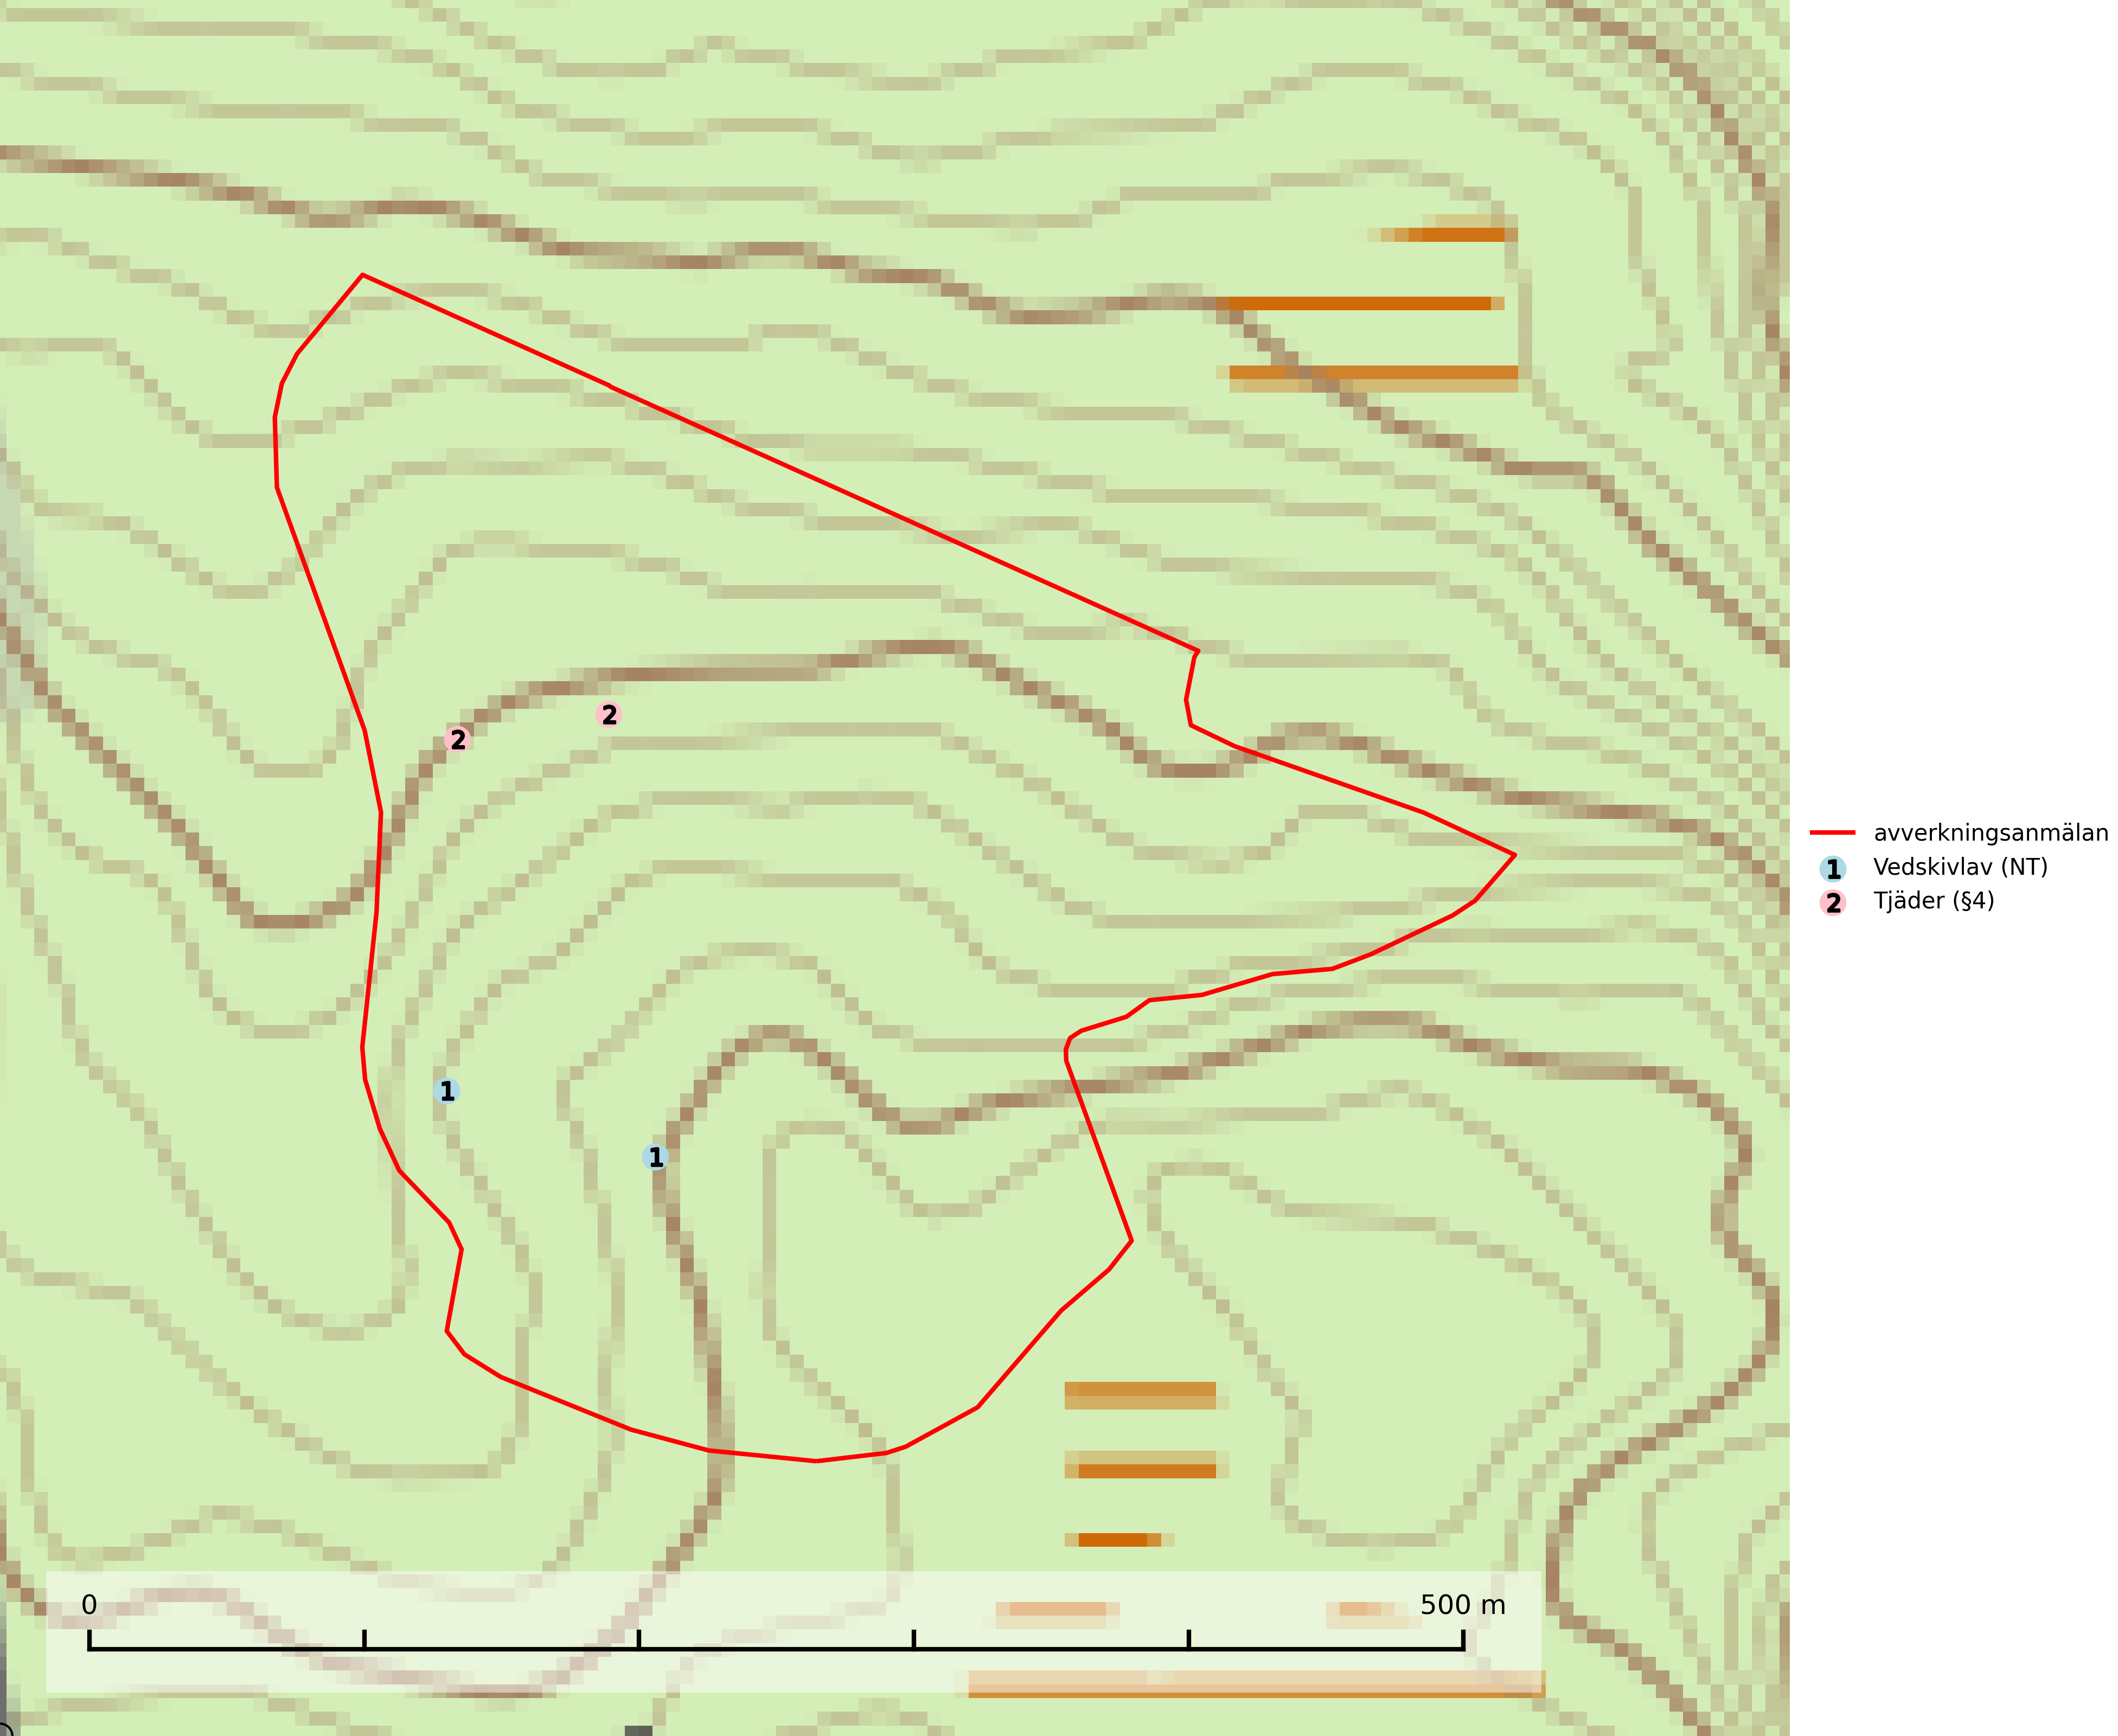 2
2
1
1
avverkningsanmälan
1 Vedskivlav (NT)
2 Tjäder (§4)
0 500 m